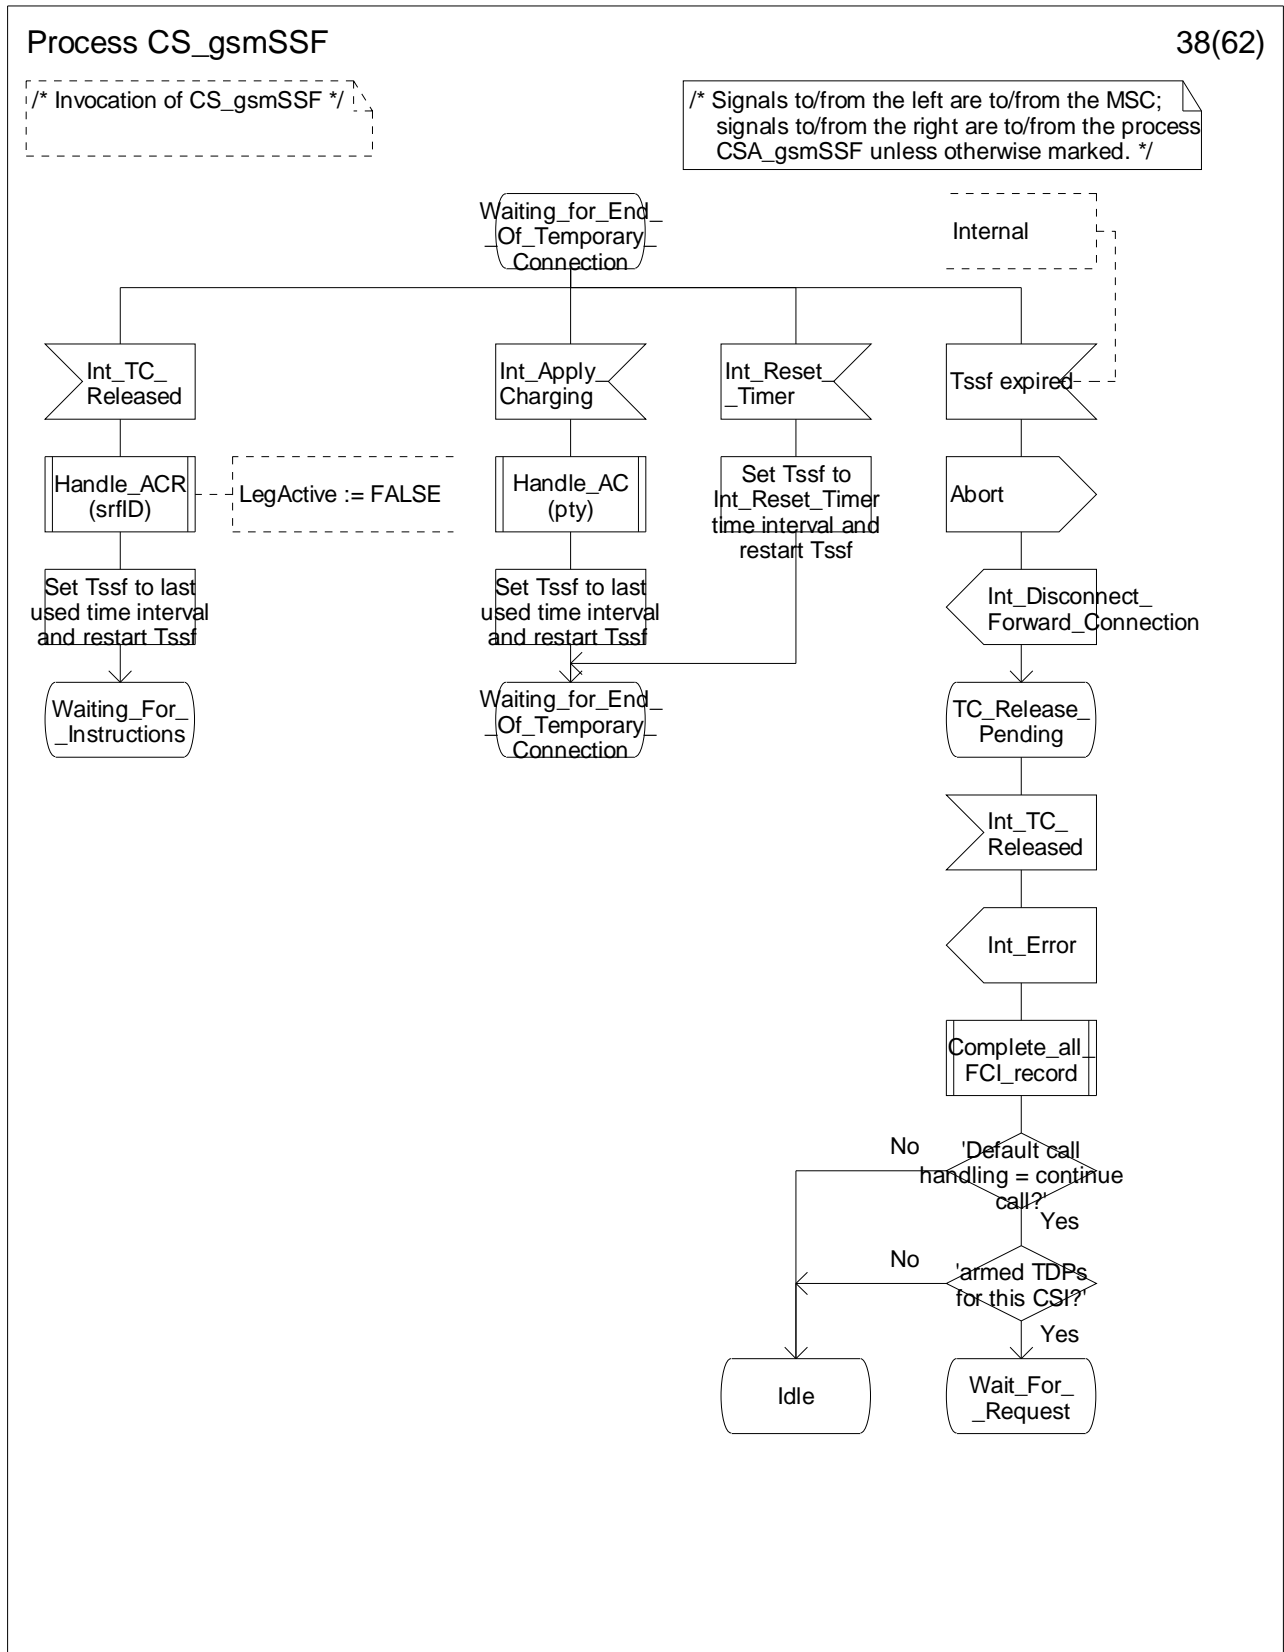 Process CS_gsmSSF
38(62)
/* Invocation of CS_gsmSSF */
/* Signals to/from the left are to/from the MSC;
signals to/from the right are to/from the process
CSA_gsmSSF unless otherwise marked. */
Waiting_for_End_
_Of_Temporary_
Connection
Internal
Int_TC_
Released
Int_Apply_
Charging
Int_Reset_
_Timer
Tssf expired
Handle_ACR
(srfID)
LegActive := FALSE
Handle_AC
(pty)
Set Tssf to
Int_Reset_Timer
time interval and
restart Tssf
Abort
Set Tssf to last
used time interval
and restart Tssf
Set Tssf to last
used time interval
and restart Tssf
Int_Disconnect_
Forward_Connection
Waiting_For_
_Instructions
Waiting_for_End_
_Of_Temporary_
Connection
TC_Release_
Pending
Int_TC_
Released
Int_Error
Complete_all_
FCI_record
No
'Default call
handling = continue
call?'
Yes
No
'armed TDPs
for this CSI?'
Yes
Idle
Wait_For_
_Request